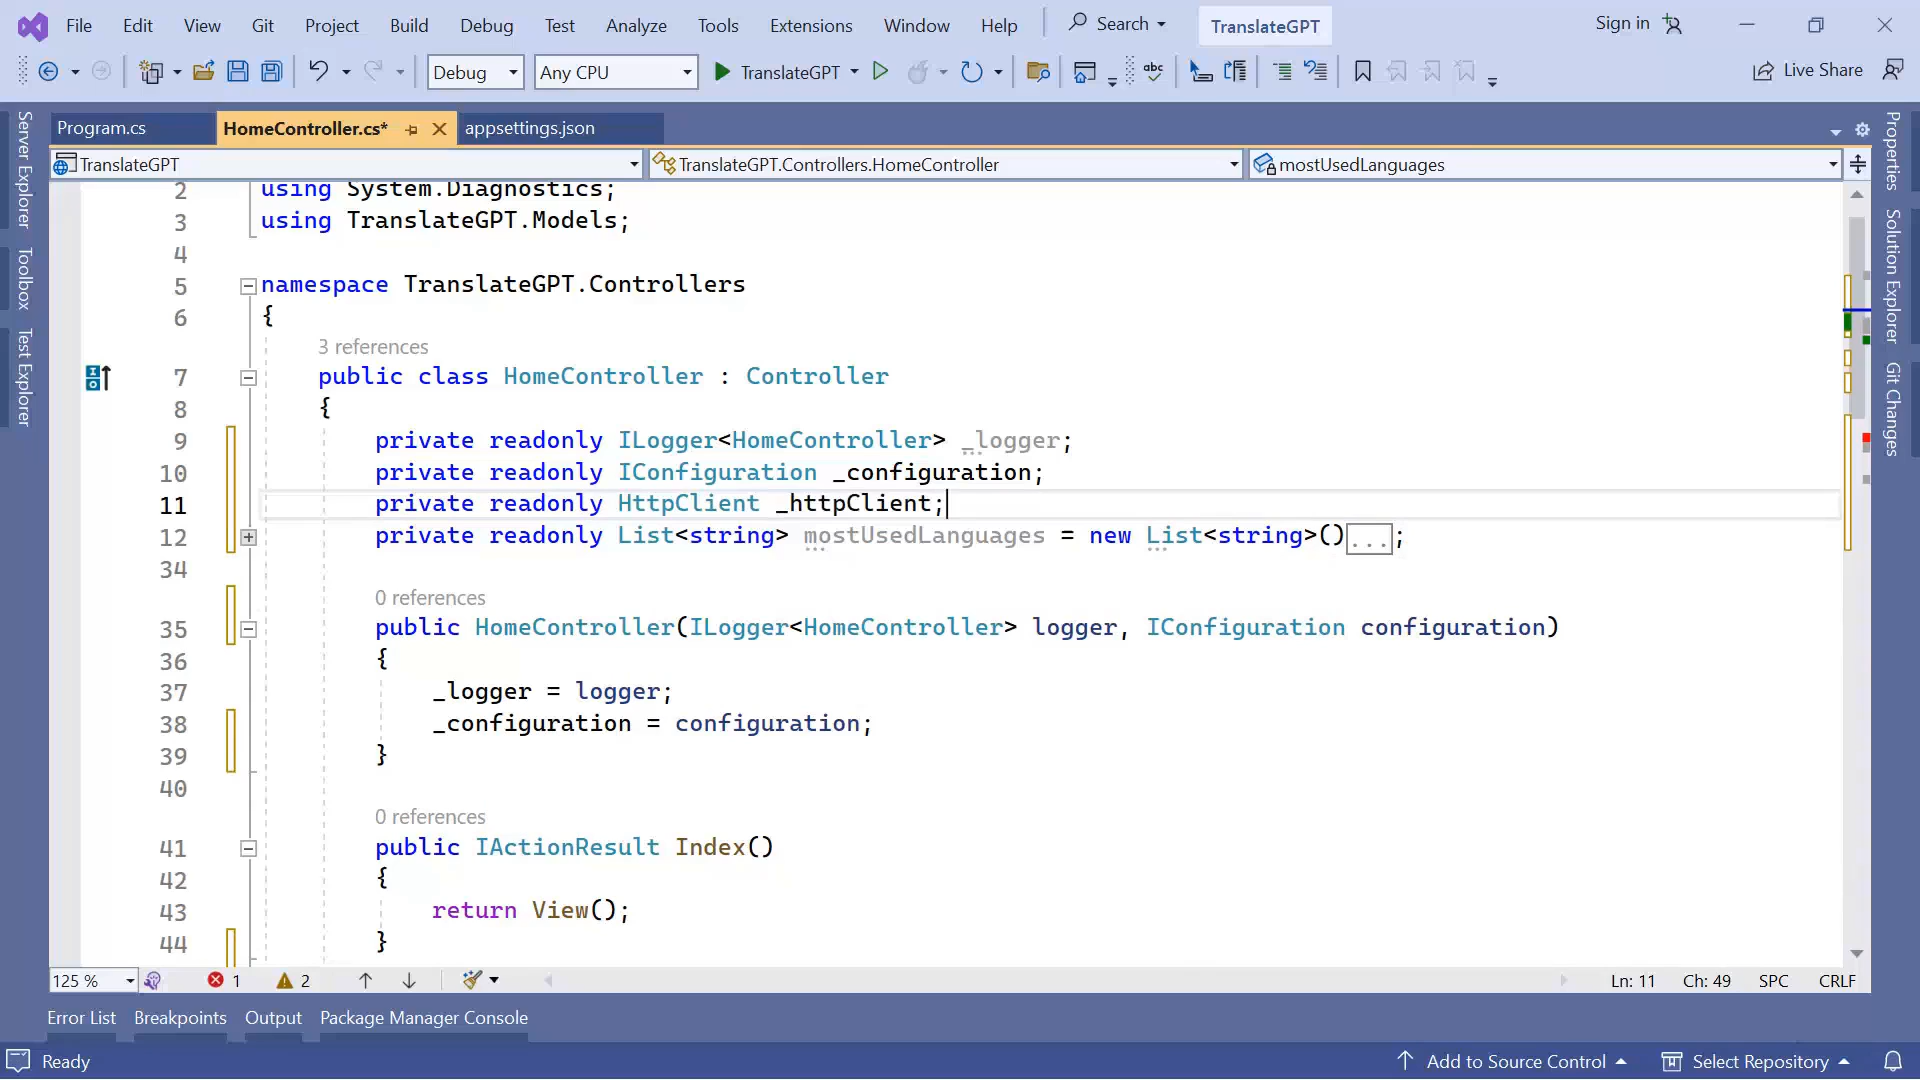 File Edit View Git Project Build Debug Test Analyze Tools Extensions Window Help Search TranslateGPT Sign in
Debug Any CPU TranslateGPT abc Live Share
Program.cs HomeController.cs* appsettings.json
TranslateGPT TranslateGPT.Controllers.HomeController mostUsedLanguages
Server Explorer
Toolbox
Test Explorer
2 using System.Diagnostics;
3 using TranslateGPT.Models;
4
5 namespace TranslateGPT.Controllers
6 {
3 references
7 public class HomeController : Controller
8 {
9 private readonly ILogger<HomeController> _logger;
10 private readonly IConfiguration _configuration;
11 private readonly HttpClient _httpClient;
12 private readonly List<string> mostUsedLanguages = new List<string>()...;
34
0 references
35 public HomeController(ILogger<HomeController> logger, IConfiguration configuration)
36 {
37 _logger = logger;
38 _configuration = configuration;
39 }
40
0 references
41 public IActionResult Index()
42 {
43 return View();
44 }
Properties
Solution Explorer
Git Changes
125 % 1 2 Ln: 11 Ch: 49 SPC CRLF
Error List Breakpoints Output Package Manager Console
Ready Add to Source Control Select Repository